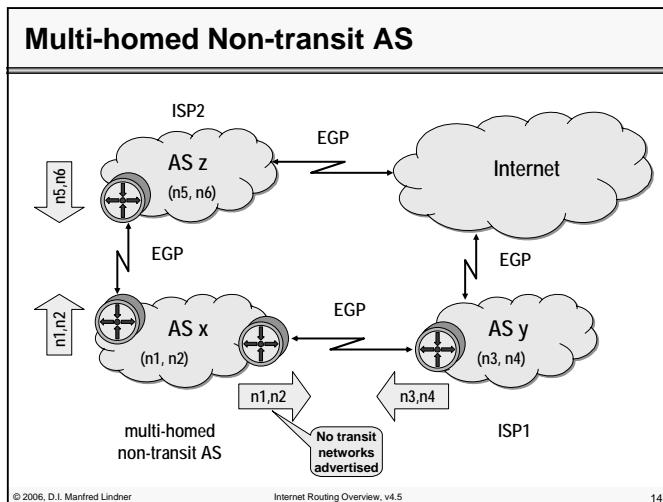 Multi-homed Non-transit AS
ISP2
EGP
AS z
(n5, n6)
Internet
n5,n6
EGP
EGP
n1,n2
AS x
(n1, n2)
EGP
AS y
(n3, n4)
n1,n2
n3,n4
multi-homed
non-transit AS
No transit
networks
advertised
ISP1
© 2006, D.I. Manfred Lindner
Internet Routing Overview, v4.5
14